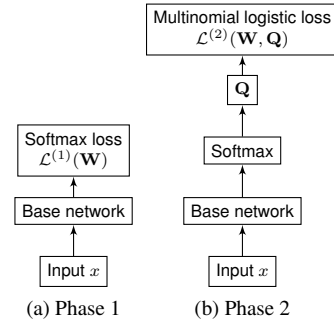 Softmax loss
ℒ⁽¹⁾(W)
Base network
Input x
(a) Phase 1
Multinomial logistic loss
ℒ⁽²⁾(W, Q)
Q
Softmax
Base network
Input x
(b) Phase 2